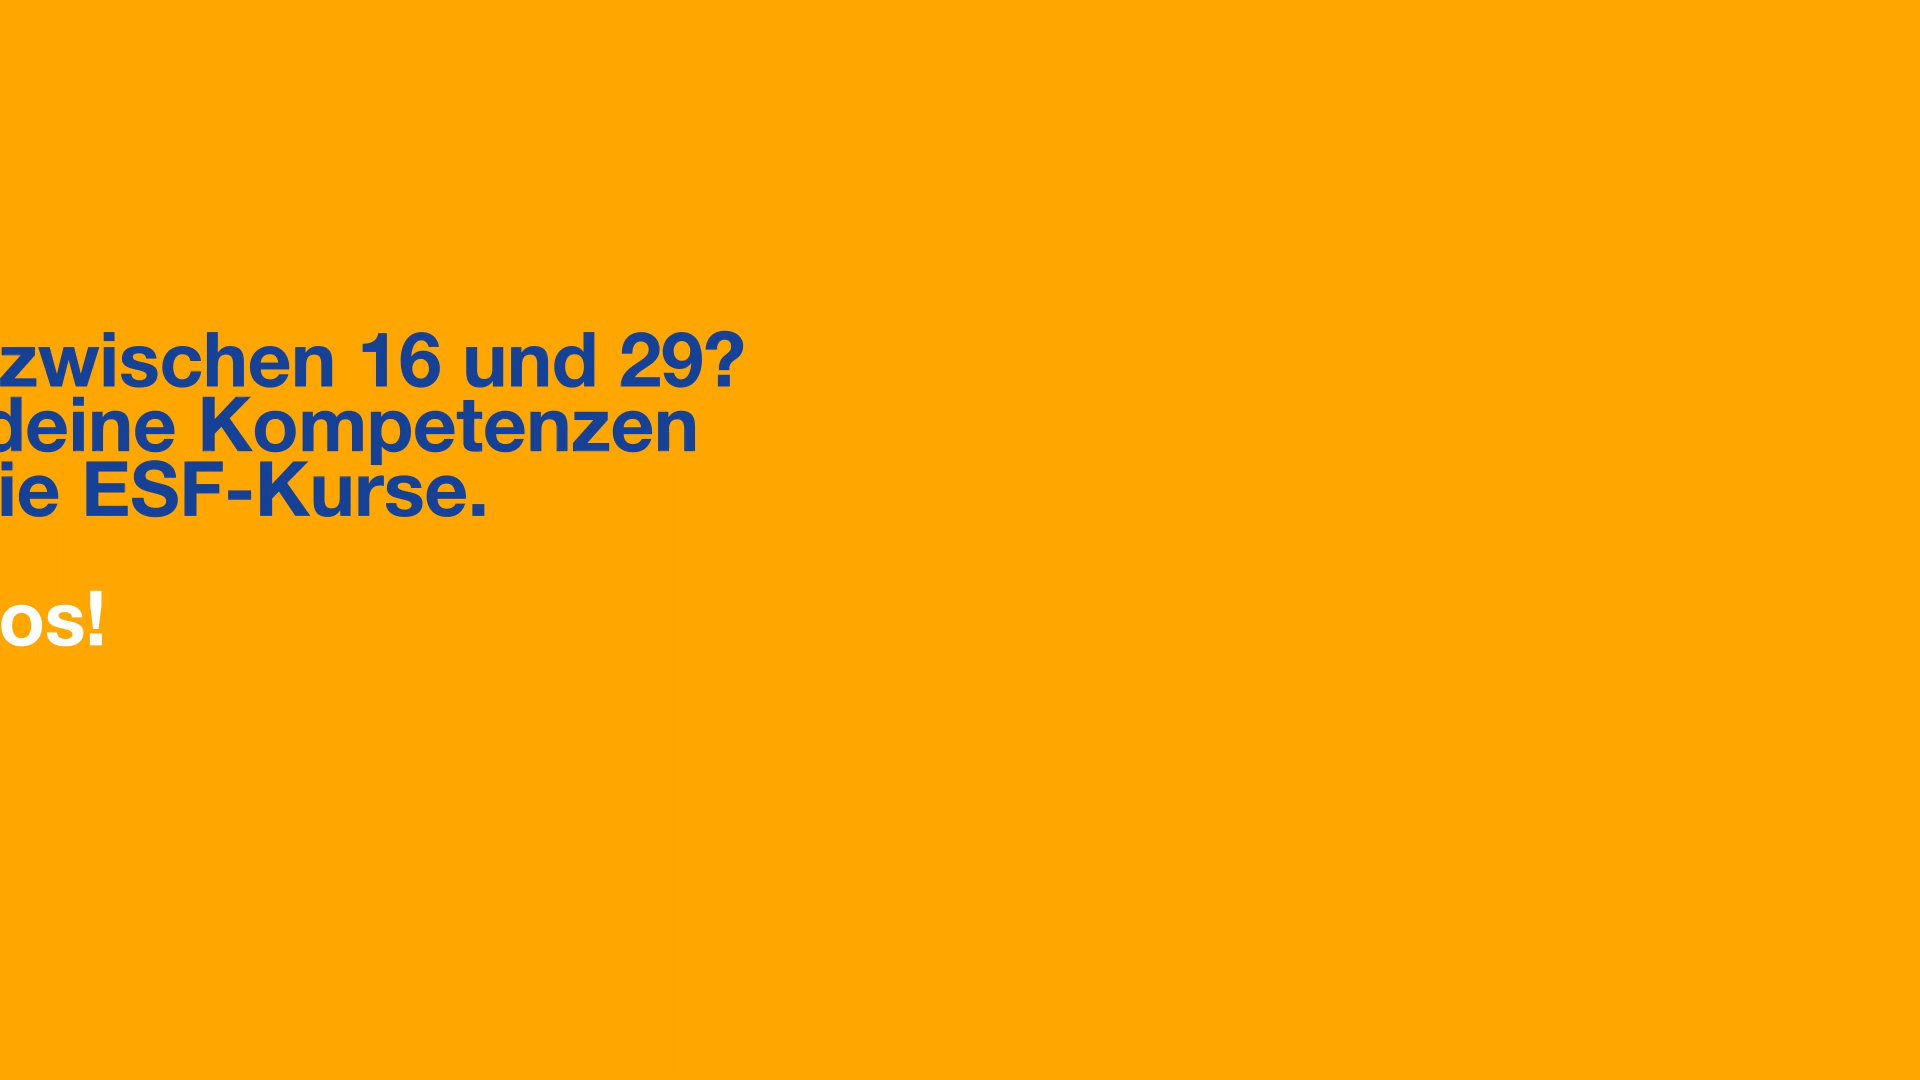 zwischen 16 und 29?
deine Kompetenzen
ie ESF-Kurse.
os!